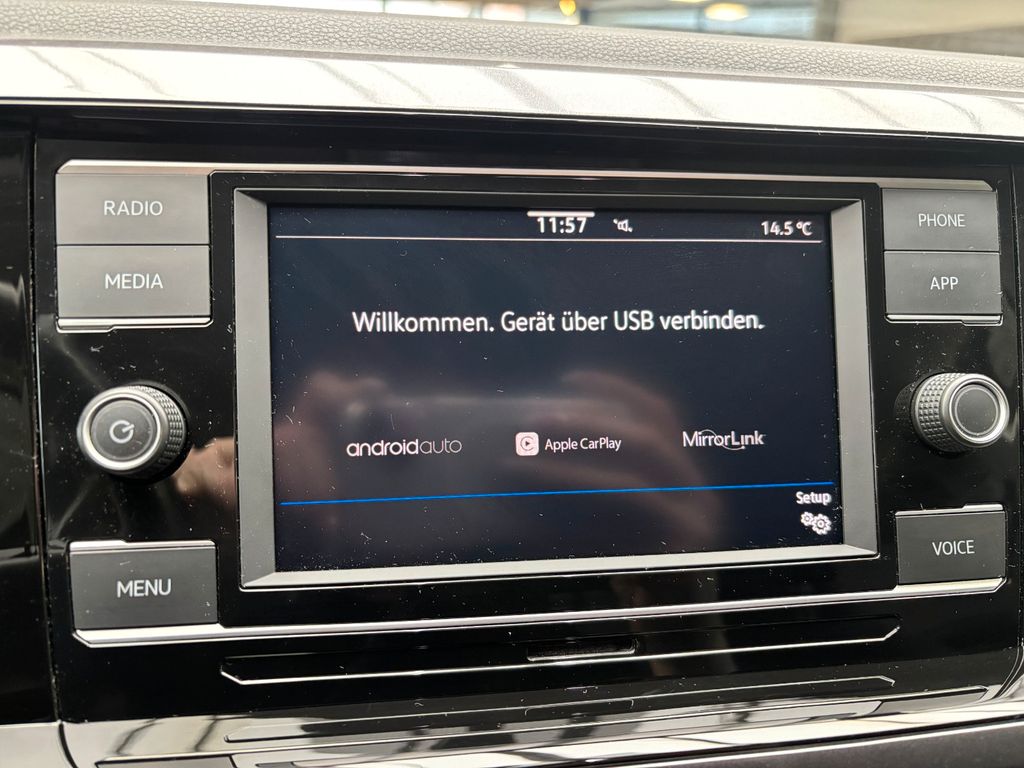 RADIO
MEDIA
MENU
11:57
14.5 °C
Willkommen. Gerät über USB verbinden.
androidauto
Apple CarPlay
MirrorLink
Setup
PHONE
APP
VOICE